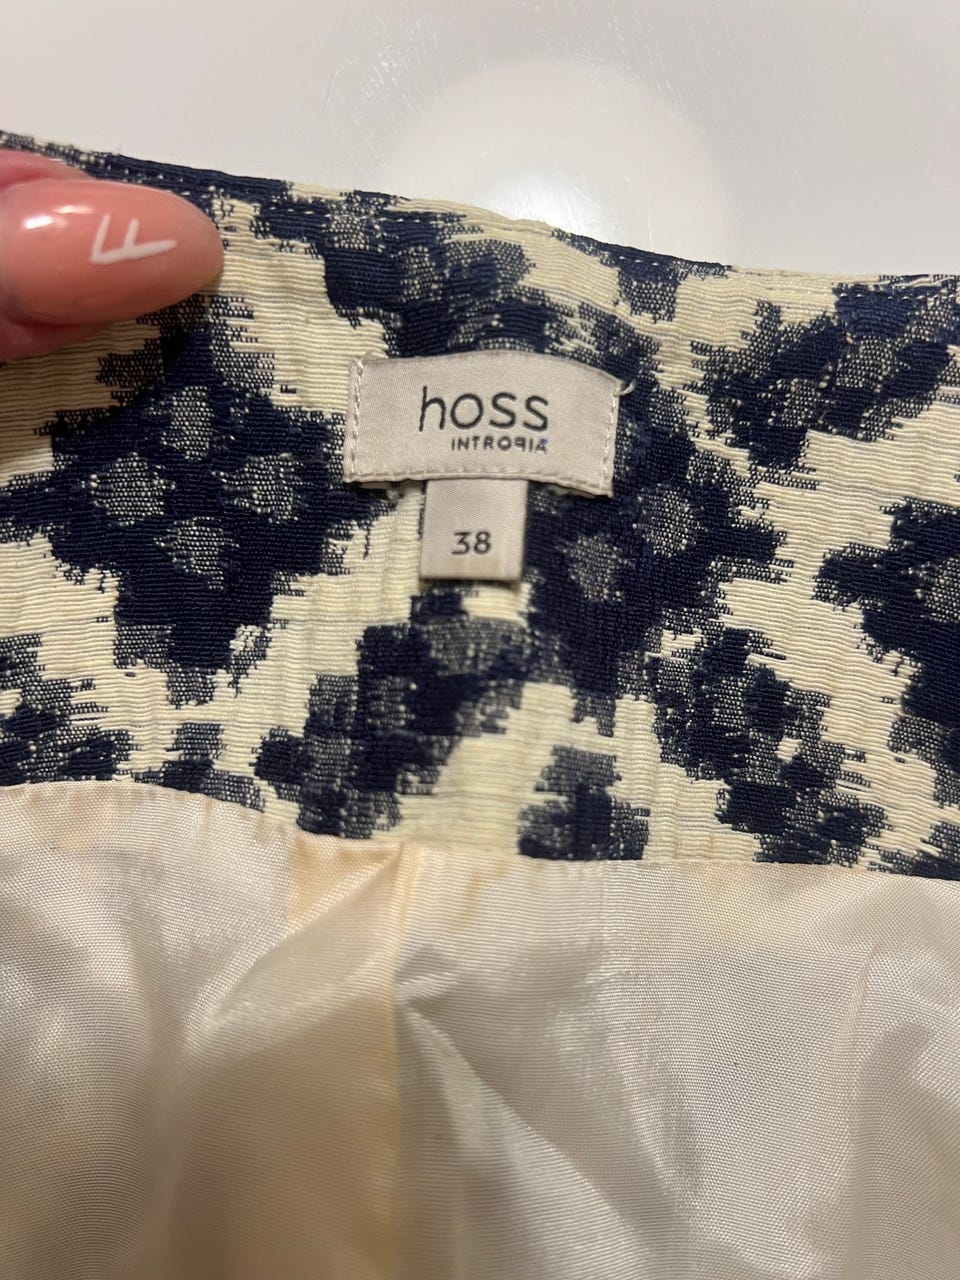 F
hoss
INTROPIA
38